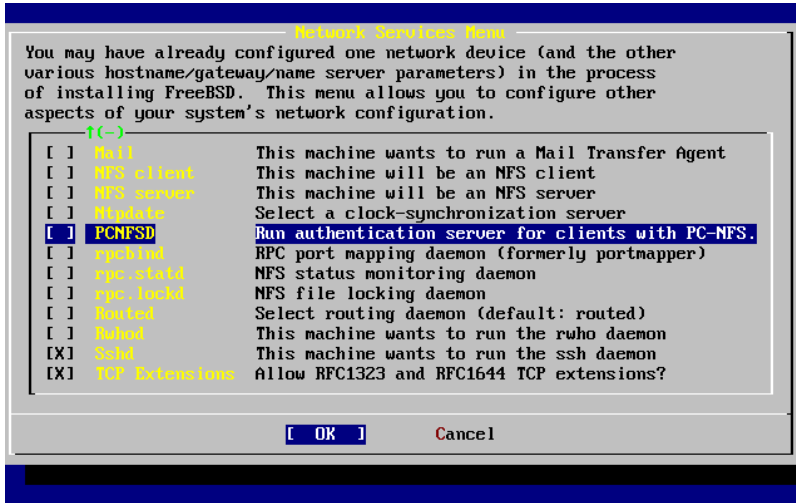 Network Services Menu
You may have already configured one network device (and the other
various hostname/gateway/name server parameters) in the process
of installing FreeBSD.  This menu allows you to configure other
aspects of your system's network configuration.
↑(-)
[ ] Mail This machine wants to run a Mail Transfer Agent
[ ] NFS client This machine will be an NFS client
[ ] NFS server This machine will be an NFS server
[ ] Ntpdate Select a clock-synchronization server
[ ] PCNFSD Run authentication server for clients with PC-NFS.
[ ] rpcbind RPC port mapping daemon (formerly portmapper)
[ ] rpc.statd NFS status monitoring daemon
[ ] rpc.lockd NFS file locking daemon
[ ] Routed Select routing daemon (default: routed)
[ ] Rwhod This machine wants to run the rwho daemon
[X] Sshd This machine wants to run the ssh daemon
[X] TCP Extensions Allow RFC1323 and RFC1644 TCP extensions?
[ OK ] Cancel